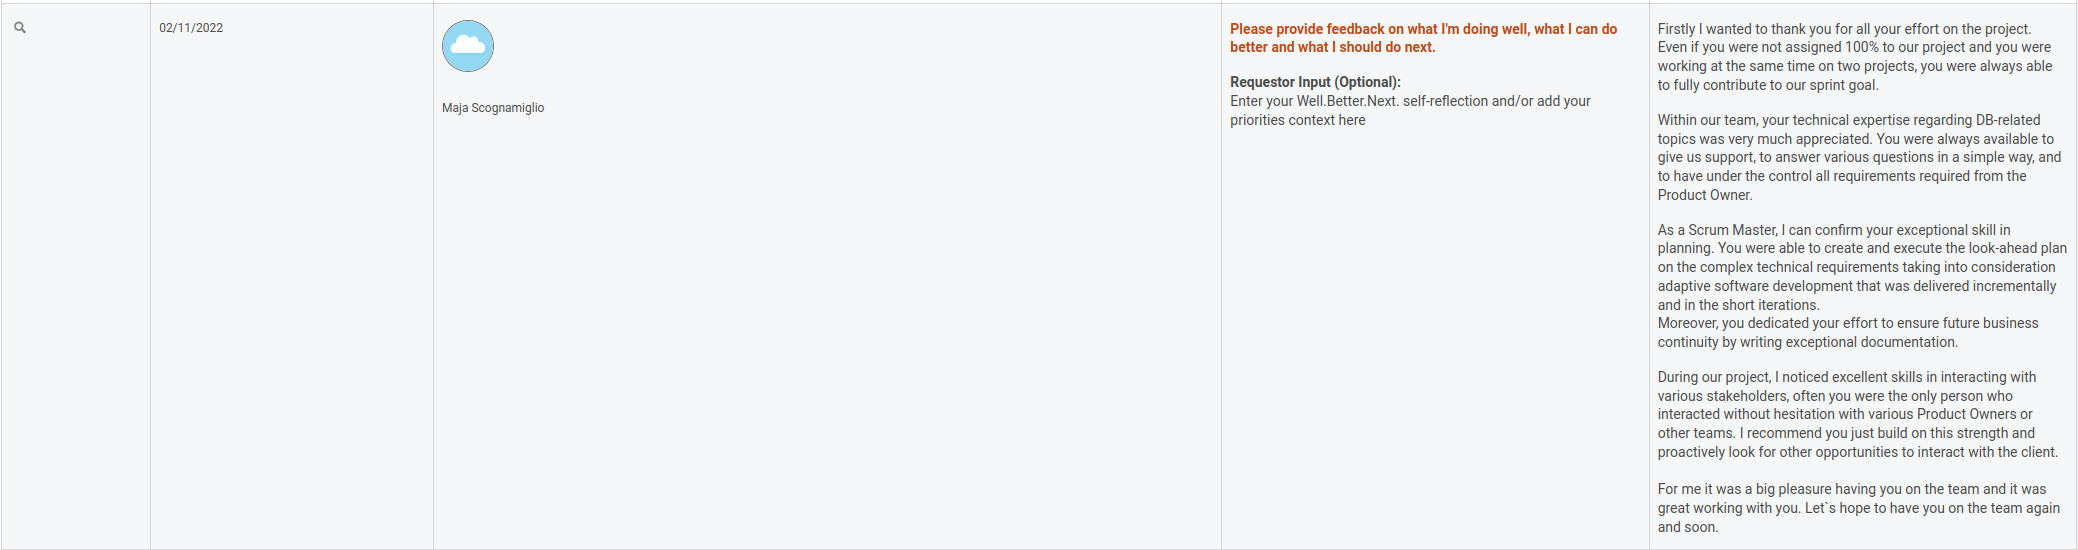 02/11/2022
Maja Scognamiglio
Please provide feedback on what I'm doing well, what I can do
better and what I should do next.
Requestor Input (Optional):
Enter your Well.Better.Next. self-reflection and/or add your
priorities context here
Firstly I wanted to thank you for all your effort on the project.
Even if you were not assigned 100% to our project and you were
working at the same time on two projects, you were always able
to fully contribute to our sprint goal.
Within our team, your technical expertise regarding DB-related
topics was very much appreciated. You were always available to
give us support, to answer various questions in a simple way, and
to have under the control all requirements required from the
Product Owner.
As a Scrum Master, I can confirm your exceptional skill in
planning. You were able to create and execute the look-ahead plan
on the complex technical requirements taking into consideration
adaptive software development that was delivered incrementally
and in the short iterations.
Moreover, you dedicated your effort to ensure future business
continuity by writing exceptional documentation.
During our project, I noticed excellent skills in interacting with
various stakeholders, often you were the only person who
interacted without hesitation with various Product Owners or
other teams. I recommend you just build on this strength and
proactively look for other opportunities to interact with the client.
For me it was a big pleasure having you on the team and it was
great working with you. Let`s hope to have you on the team again
and soon.